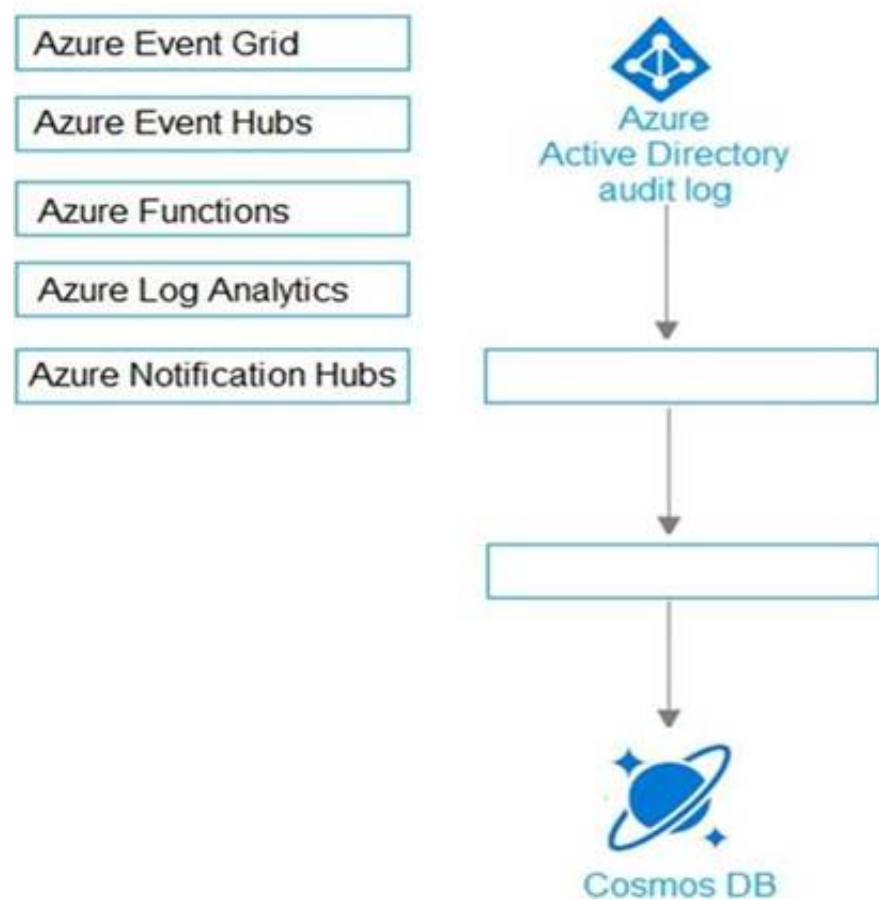 Azure Event Grid
Azure Event Hubs
Azure Functions
Azure Log Analytics
Azure Notification Hubs
Azure
Active Directory
audit log
Cosmos DB